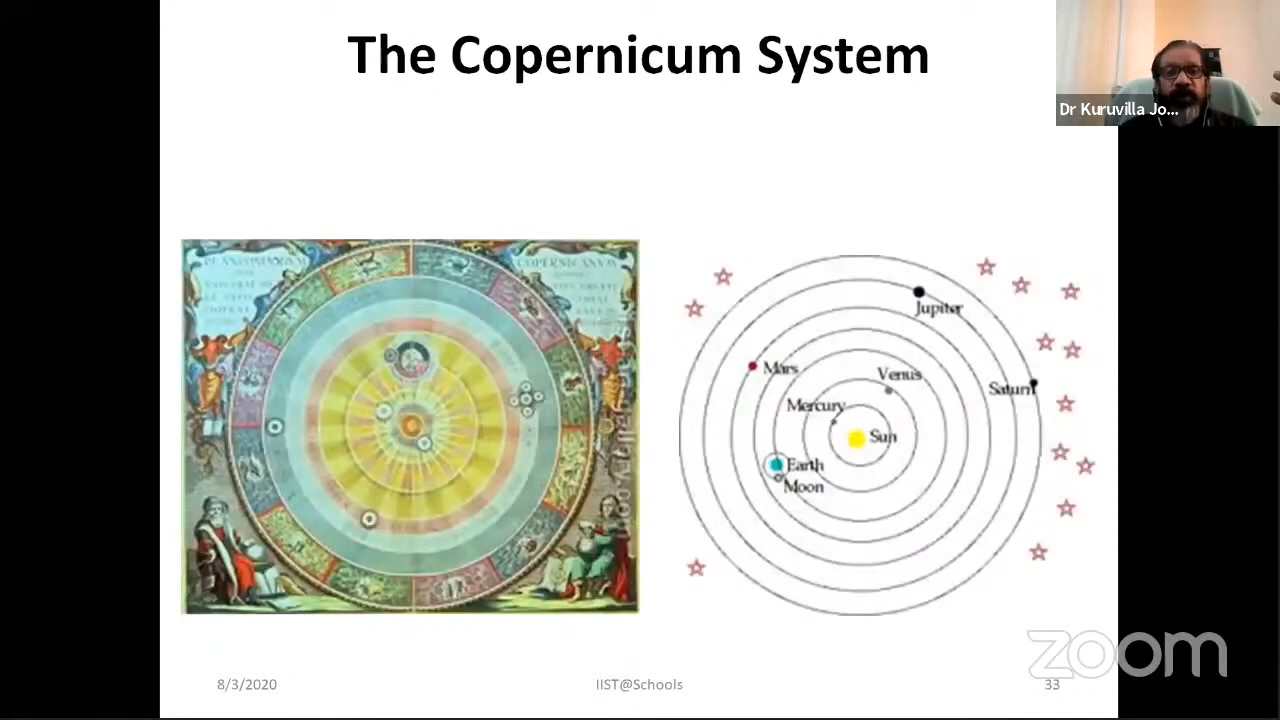 The Copernicum System
Dr Kuruvilla Jo...
Jupiter
Mars
Venus
Saturn
Mercury
Sun
Earth
Moon
zoom
8/3/2020
IIST@Schools
33